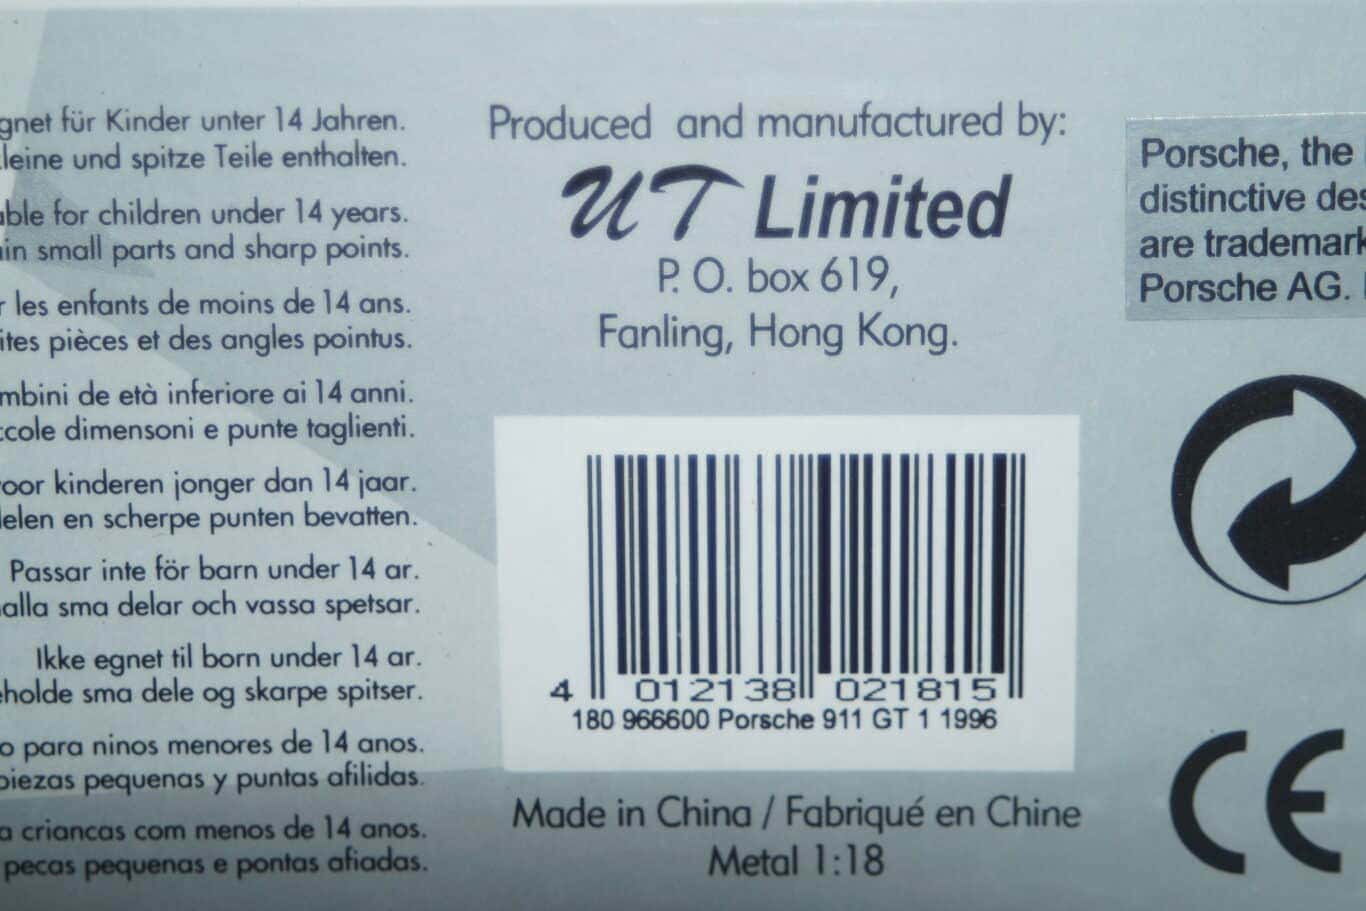 gnet für Kinder unter 14 Jahren.
leine und spitze Teile enthalten.
able for children under 14 years.
in small parts and sharp points.
r les enfants de moins de 14 ans.
ites pièces et des angles pointus.
mbini de età inferiore ai 14 anni.
ccole dimensoni e punte taglienti.
voor kinderen jonger dan 14 jaar.
delen en scherpe punten bevatten.
Passar inte för barn under 14 ar.
alla sma delar och vassa spetsar.
Ikke egnet til born under 14 ar.
eholde sma dele og skarpe spitser.
o para ninos menores de 14 anos.
piezas pequenas y puntas afilidas.
a criancas com menos de 14 anos.
pecas pequenas e pontas afiadas.
Produced and manufactured by:
UT Limited
P. O. box 619,
Fanling, Hong Kong.
4 012138 021815
180 966600 Porsche 911 GT 1 1996
Made in China / Fabriqué en Chine
Metal 1:18
Porsche, the
distinctive des
are trademark
Porsche AG.
CE